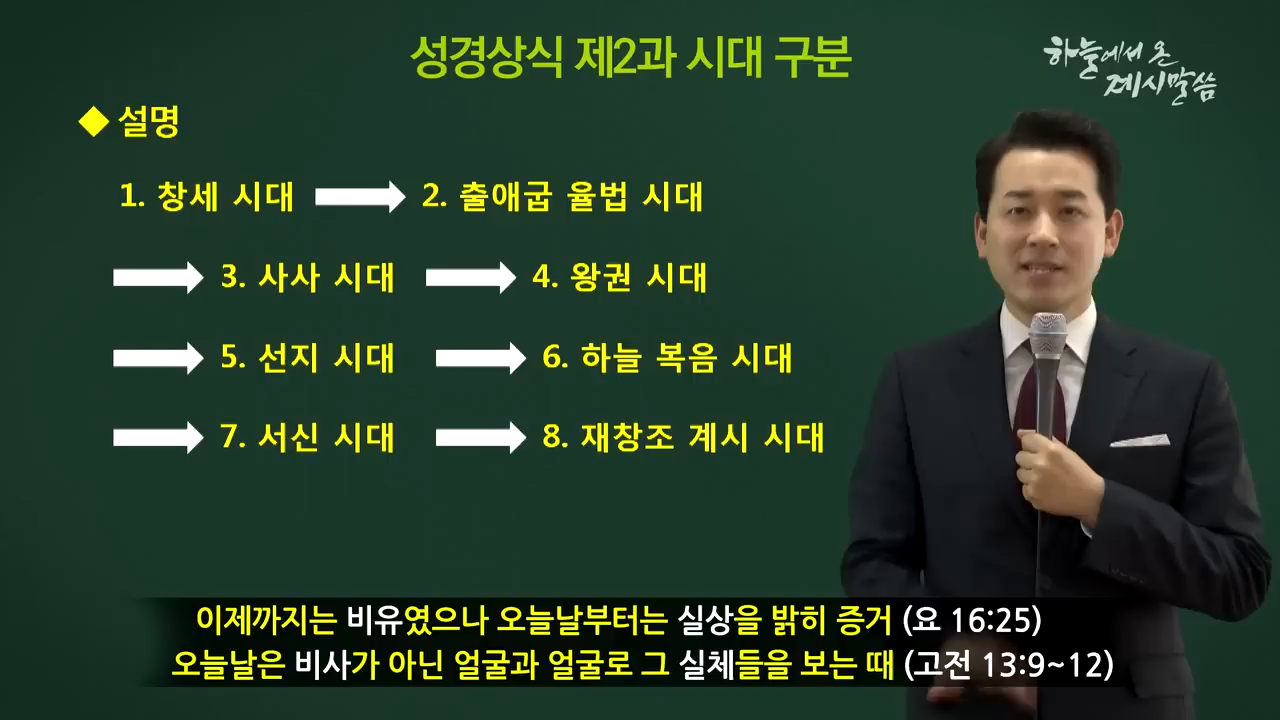 성경상식 제2과 시대 구분
하늘에서 온
계시말씀
◆ 설명
1. 창세 시대 → 2. 출애굽 율법 시대
→ 3. 사사 시대 → 4. 왕권 시대
→ 5. 선지 시대 → 6. 하늘 복음 시대
→ 7. 서신 시대 → 8. 재창조 계시 시대
이제까지는 비유였으나 오늘날부터는 실상을 밝히 증거 (요 16:25)
오늘날은 비사가 아닌 얼굴과 얼굴로 그 실체들을 보는 때 (고전 13:9~12)